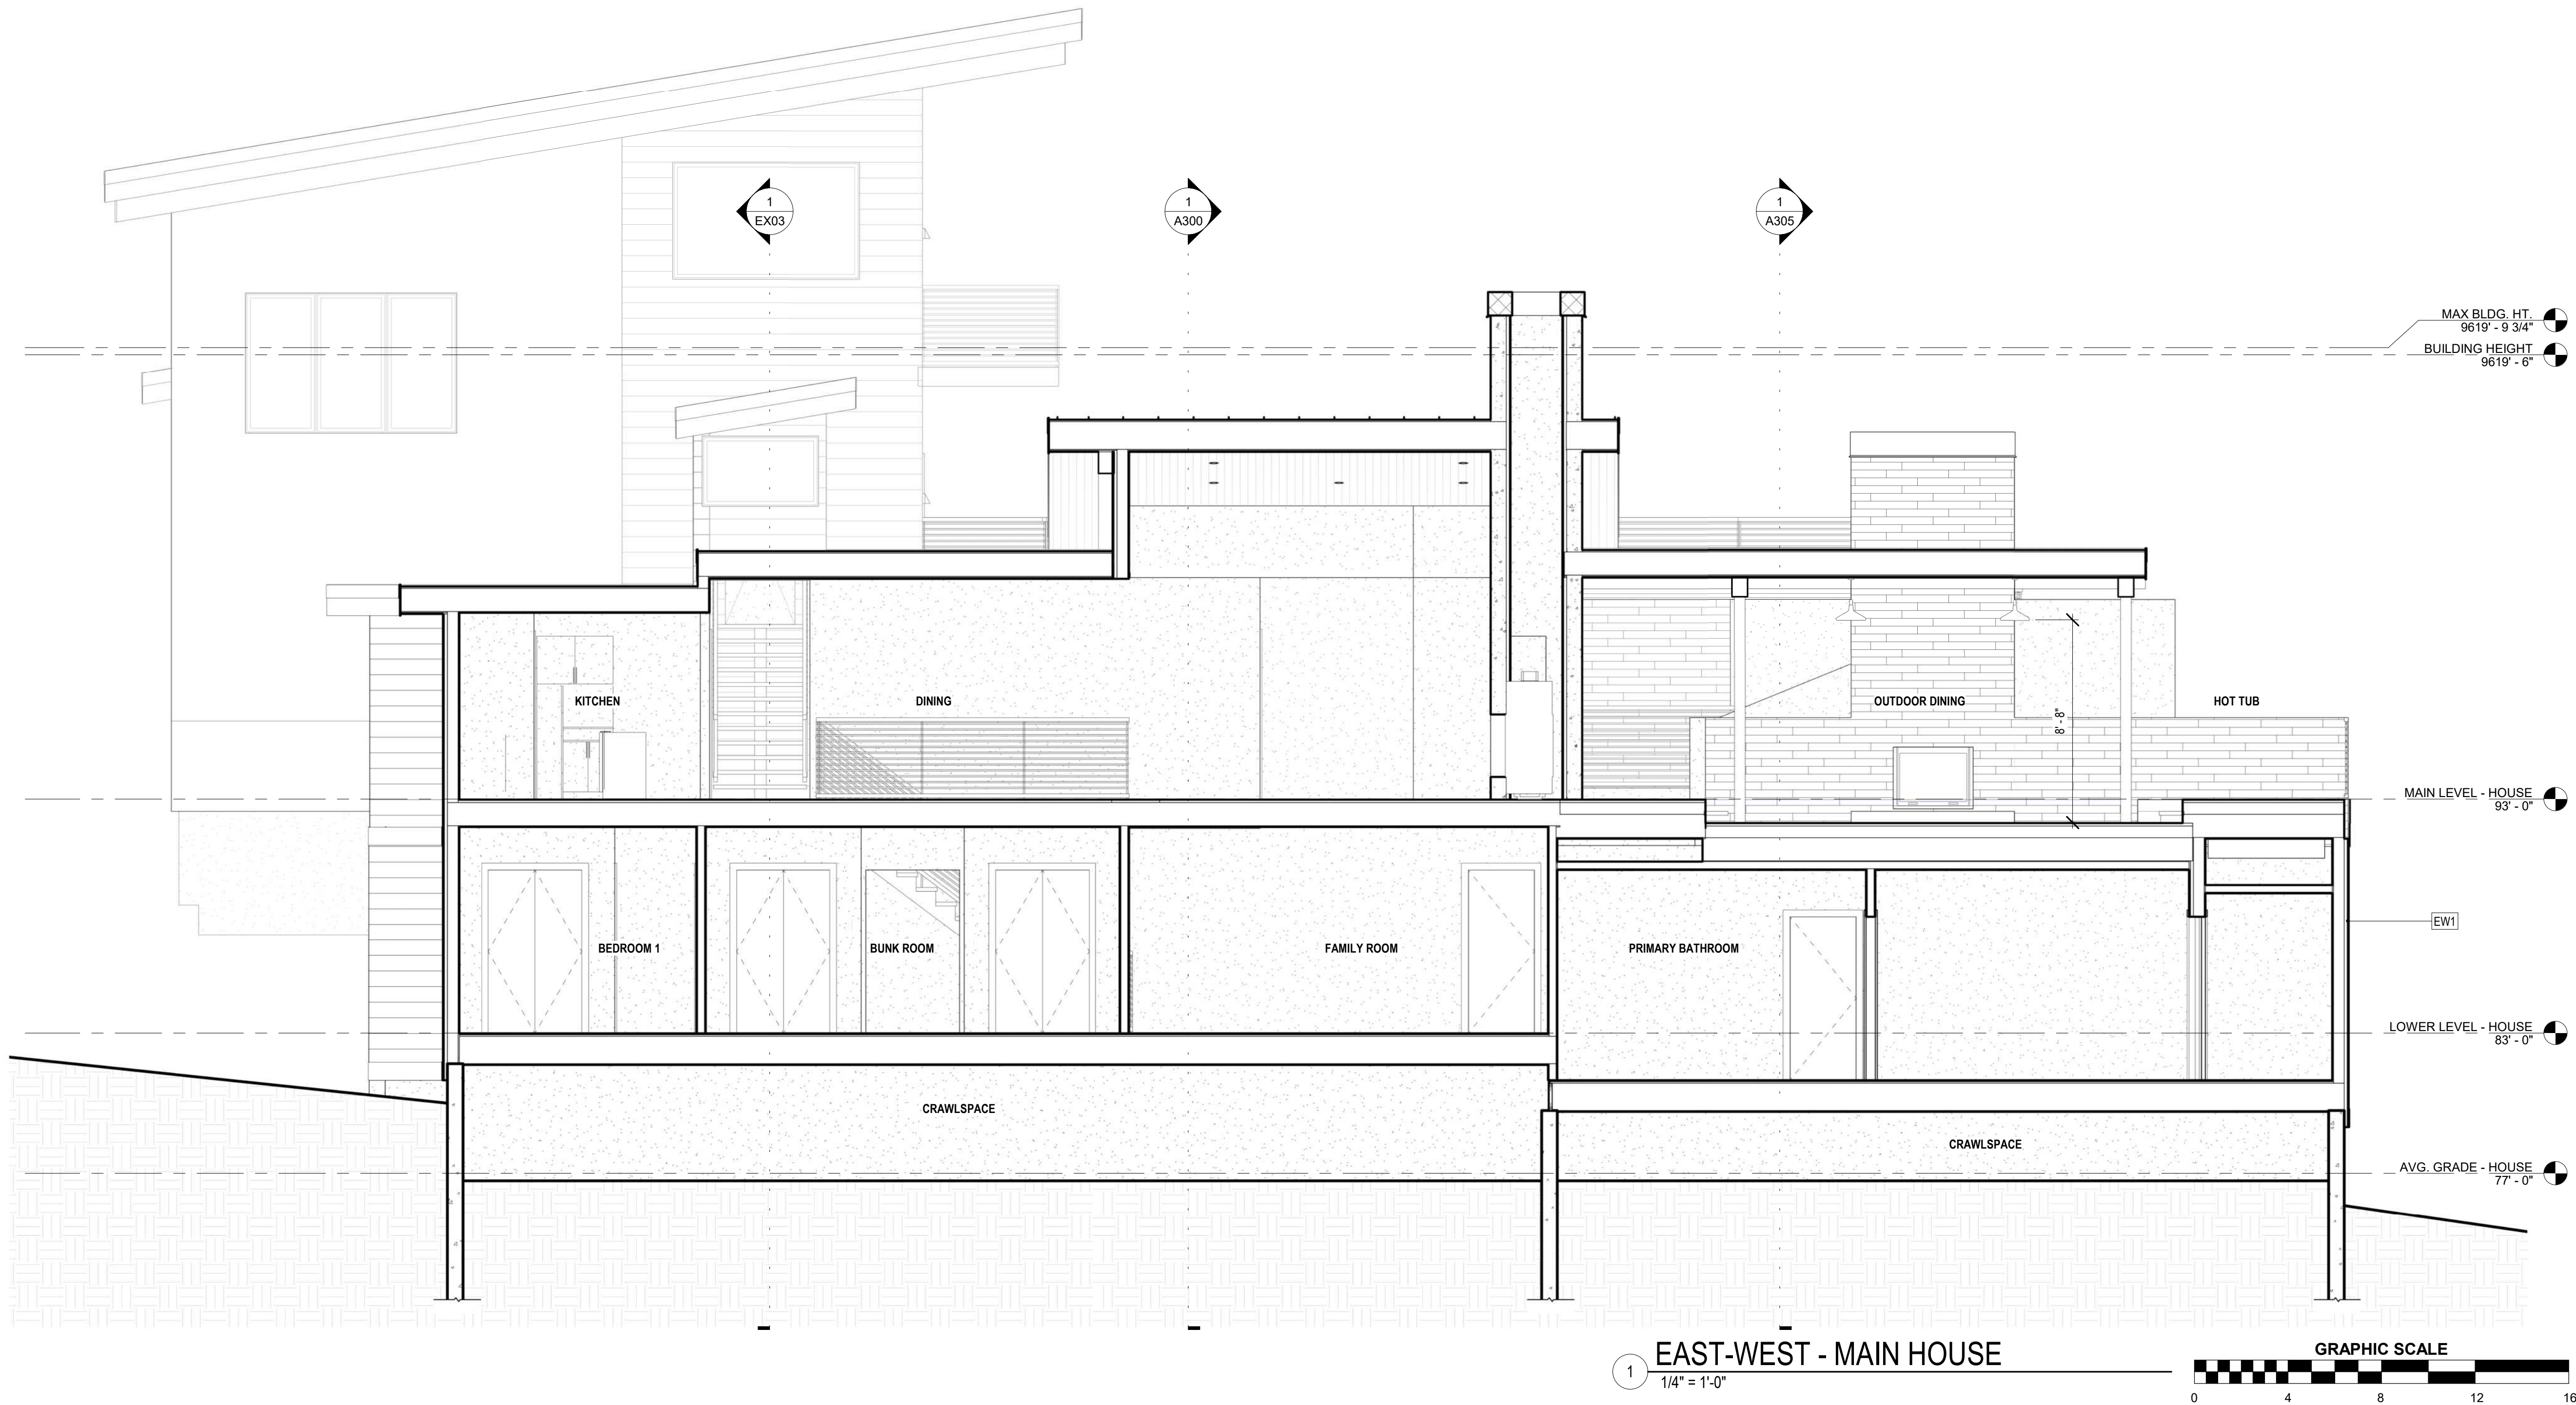 1
EX03
1
A300
1
A305
MAX BLDG. HT.
9619' - 9 3/4"
BUILDING HEIGHT
9619' - 6"
KITCHEN
DINING
OUTDOOR DINING
HOT TUB
8' - 8"
MAIN LEVEL - HOUSE
93' - 0"
BEDROOM 1
BUNK ROOM
FAMILY ROOM
PRIMARY BATHROOM
EW1
LOWER LEVEL - HOUSE
83' - 0"
CRAWLSPACE
CRAWLSPACE
AVG. GRADE - HOUSE
77' - 0"
1
EAST-WEST - MAIN HOUSE
1/4" = 1'-0"
GRAPHIC SCALE
0 4 8 12 16